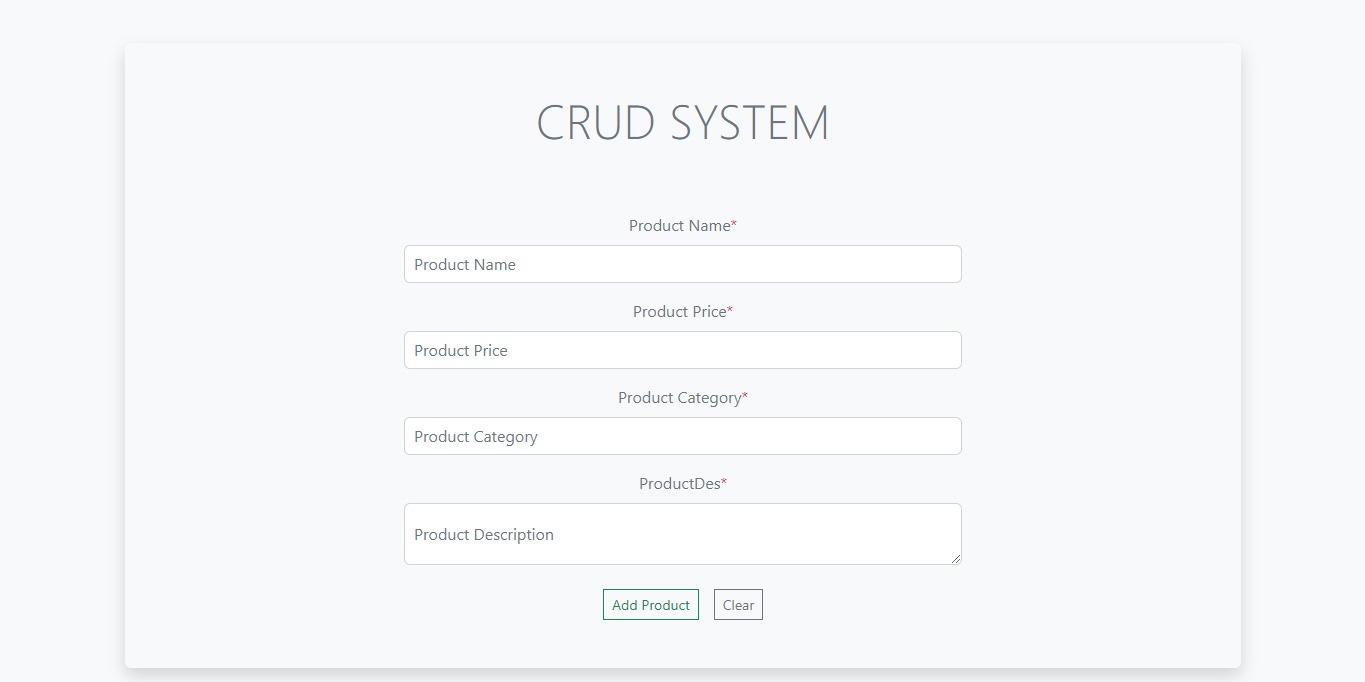 CRUD SYSTEM
Product Name*
Product Name
Product Price*
Product Price
Product Category*
Product Category
ProductDes*
Product Description
Add Product Clear